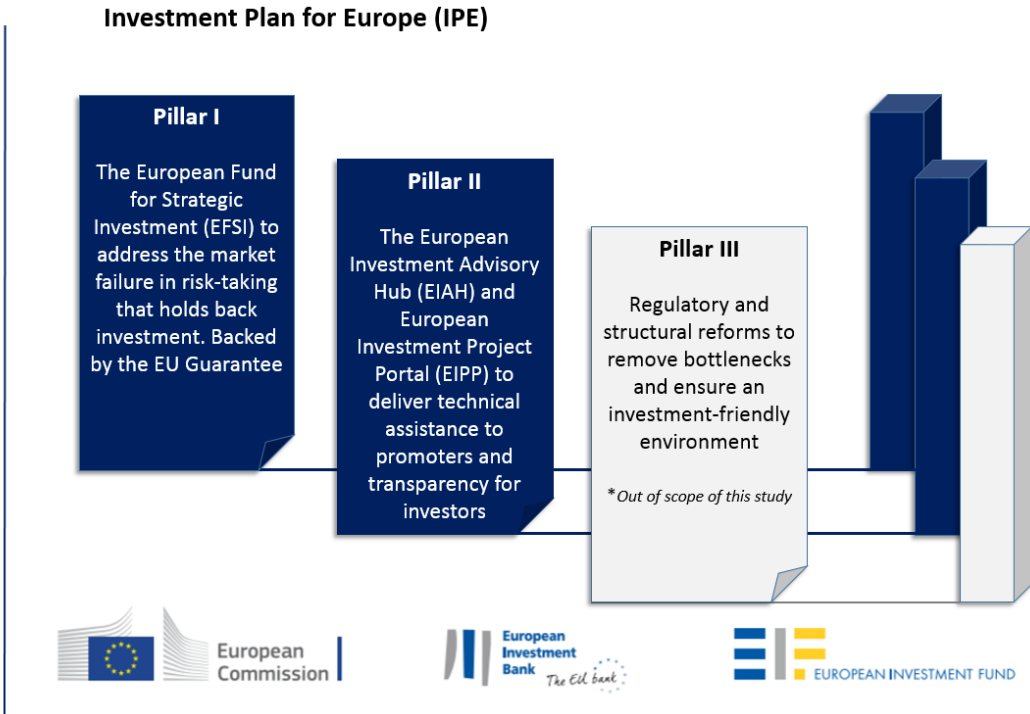 Investment Plan for Europe (IPE)
Pillar I
The European Fund
for Strategic
Investment (EFSI) to
address the market
failure in risk-taking
that holds back
investment. Backed
by the EU Guarantee
Pillar II
The European
Investment Advisory
Hub (EIAH) and
European
Investment Project
Portal (EIPP) to
deliver technical
assistance to
promoters and
transparency for
investors
Pillar III
Regulatory and
structural reforms to
remove bottlenecks
and ensure an
investment-friendly
environment
*Out of scope of this study
European
Commission
European
Investment
Bank
The EU bank
EIF
EUROPEAN INVESTMENT FUND